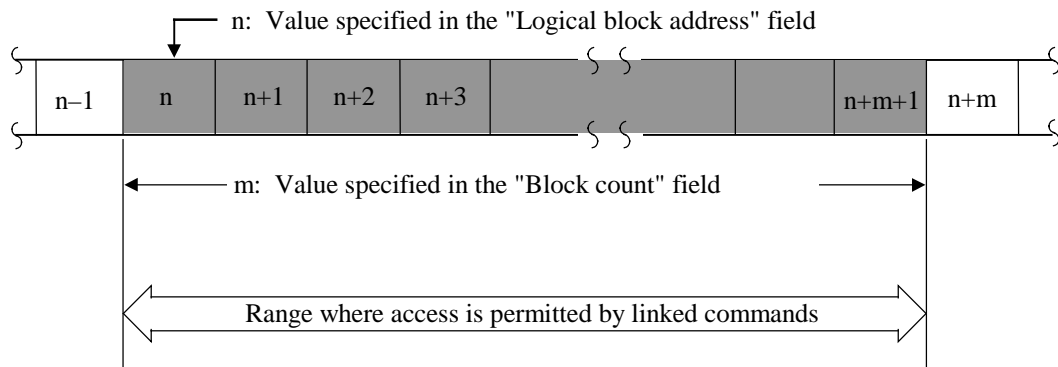 n: Value specified in the "Logical block address" field
n–1 n n+1 n+2 n+3 n+m+1 n+m
m: Value specified in the "Block count" field
Range where access is permitted by linked commands